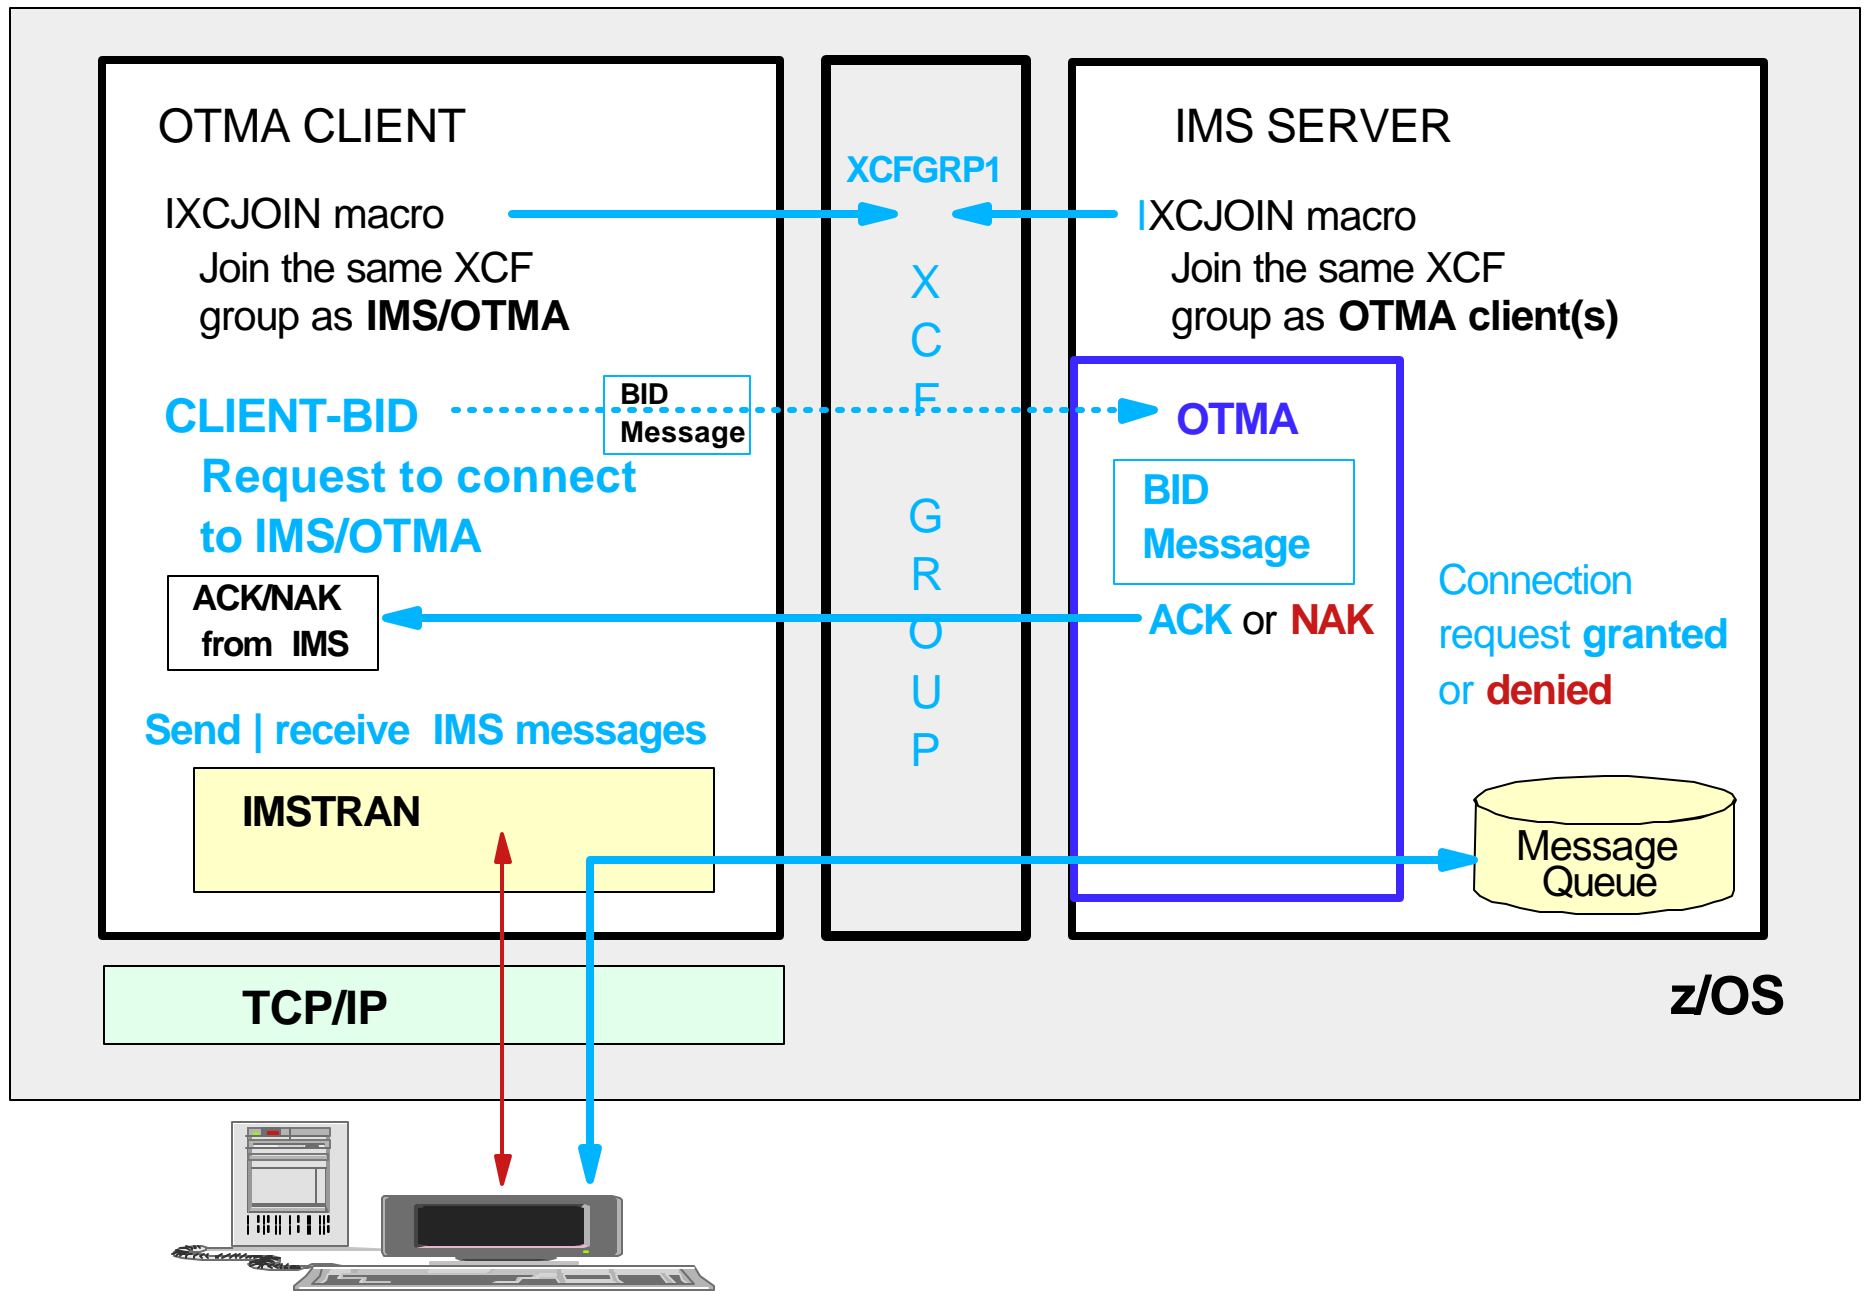 OTMA CLIENT
IXCJOIN macro
Join the same XCF
group as IMS/OTMA
CLIENT-BID
BID
Message
Request to connect
to IMS/OTMA
ACK/NAK
from IMS
Send | receive IMS messages
IMSTRAN
TCP/IP
XCFGRP1
X
C
F
G
R
O
U
P
IMS SERVER
IXCJOIN macro
Join the same XCF
group as OTMA client(s)
OTMA
BID
Message
ACK or NAK
Connection
request granted
or denied
Message
Queue
z/OS